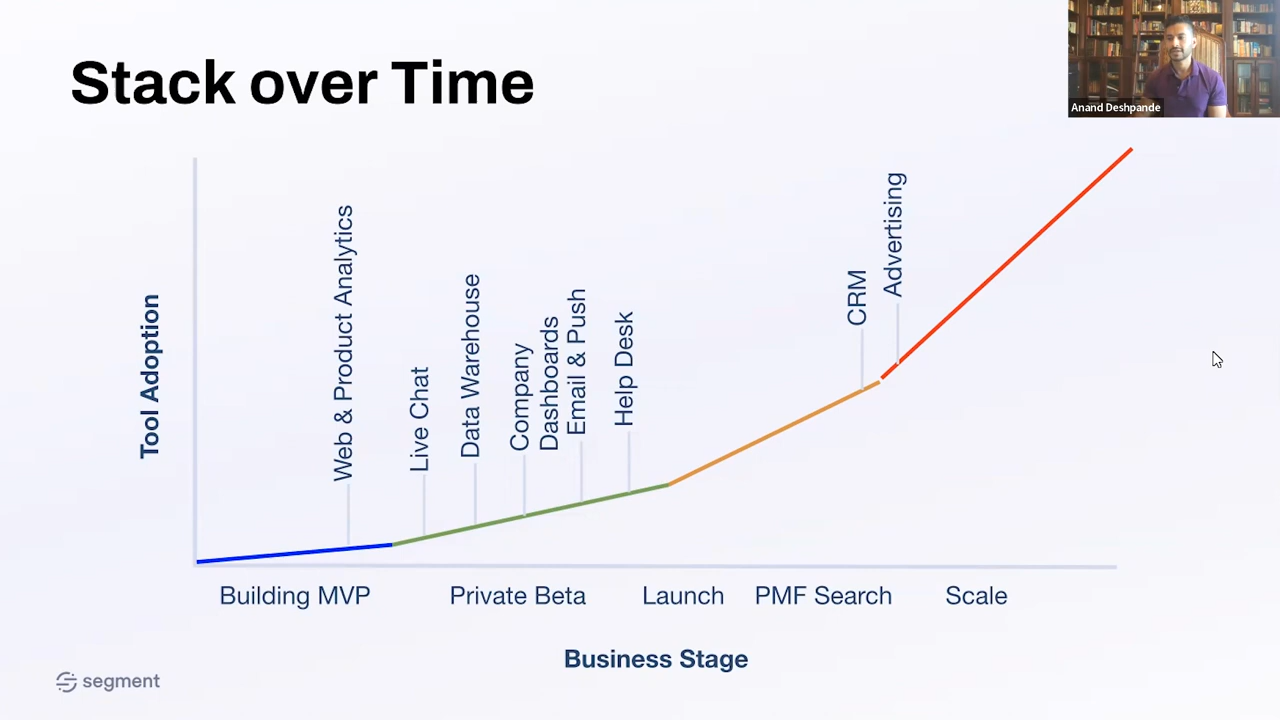 Stack over Time
Anand Deshpande
Tool Adoption
Web & Product Analytics
Live Chat
Data Warehouse
Company
Dashboards
Email & Push
Help Desk
CRM
Advertising
Building MVP
Private Beta
Launch
PMF Search
Scale
Business Stage
segment